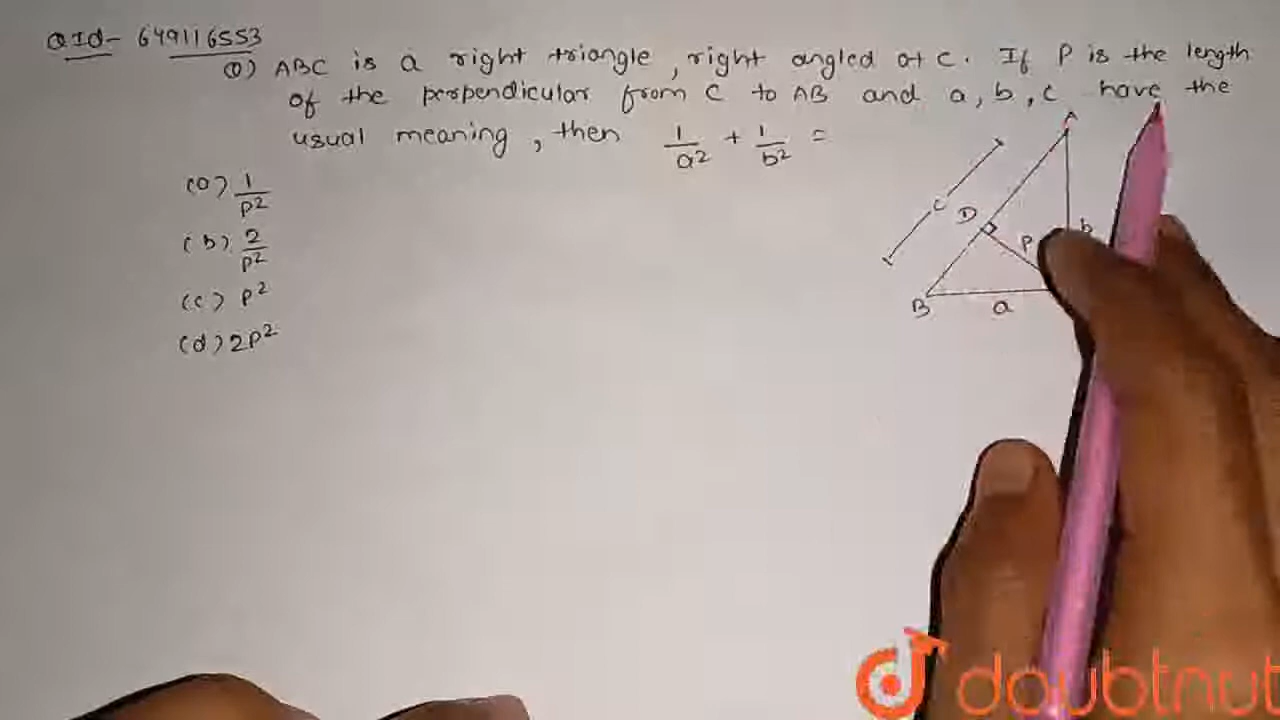 QId- 649116553
Q) ABC is a right triangle, right angled at C. If P is the length
of the perpendicular from C to AB and a, b, c have the
usual meaning, then 1/a² + 1/b² =
(a) 1/P²
(b) 2/P²
(c) P²
(d) 2P²
A
c
D
P
b
B
a
doubtnut